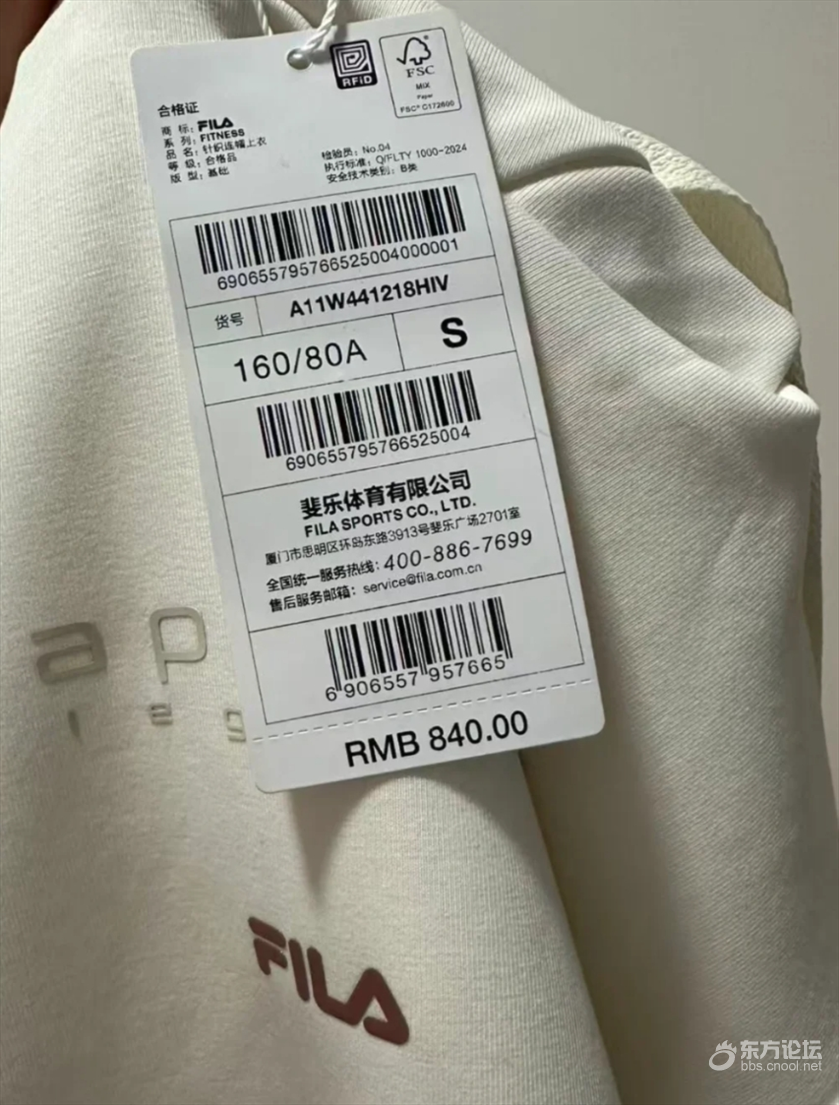 RFiD
FSC
MIX
Paper
FSC® C172600
合格证
商 标: FILA
系 列: FITNESS
品 名: 针织连帽上衣
等 级: 合格品
版 型: 基础
检验员: No.04
执行标准: Q/FLTY 1000-2024
安全技术类别: B类
690655795766525004000001
货号 A11W441218HIV
160/80A S
690655795766525004
斐乐体育有限公司
FILA SPORTS CO., LTD.
厦门市思明区环岛东路3913号斐乐广场2701室
全国统一服务热线: 400-886-7699
售后服务邮箱: service@fila.com.cn
6 906557 957665
RMB 840.00
ap
leg
FILA
东方论坛
bbs.cnool.net